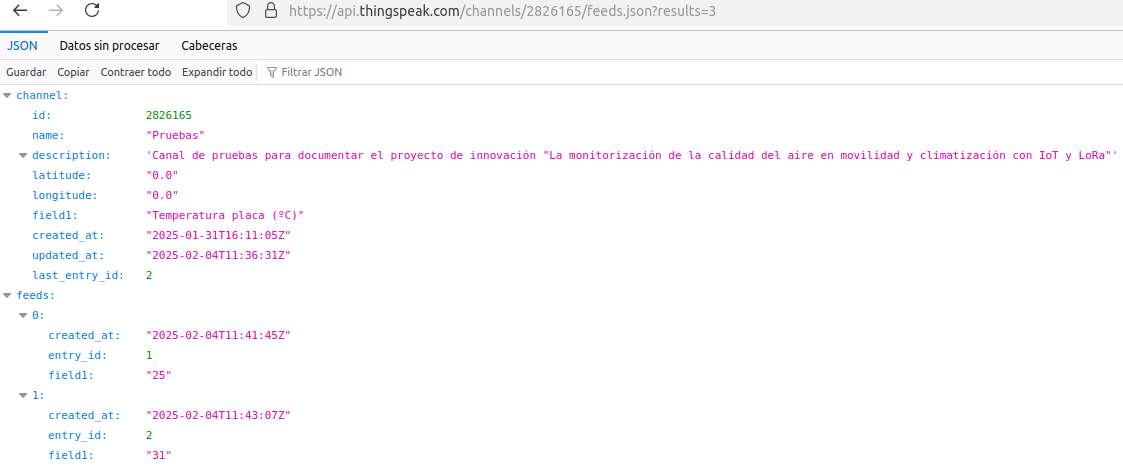 https://api.thingspeak.com/channels/2826165/feeds.json?results=3
JSON Datos sin procesar Cabeceras
Guardar Copiar Contraer todo Expandir todo Filtrar JSON
channel:
id: 2826165
name: "Pruebas"
description: 'Canal de pruebas para documentar el proyecto de innovación "La monitorización de la calidad del aire en movilidad y climatización con IoT y LoRa"'
latitude: "0.0"
longitude: "0.0"
field1: "Temperatura placa (ºC)"
created_at: "2025-01-31T16:11:05Z"
updated_at: "2025-02-04T11:36:31Z"
last_entry_id: 2
feeds:
0:
created_at: "2025-02-04T11:41:45Z"
entry_id: 1
field1: "25"
1:
created_at: "2025-02-04T11:43:07Z"
entry_id: 2
field1: "31"